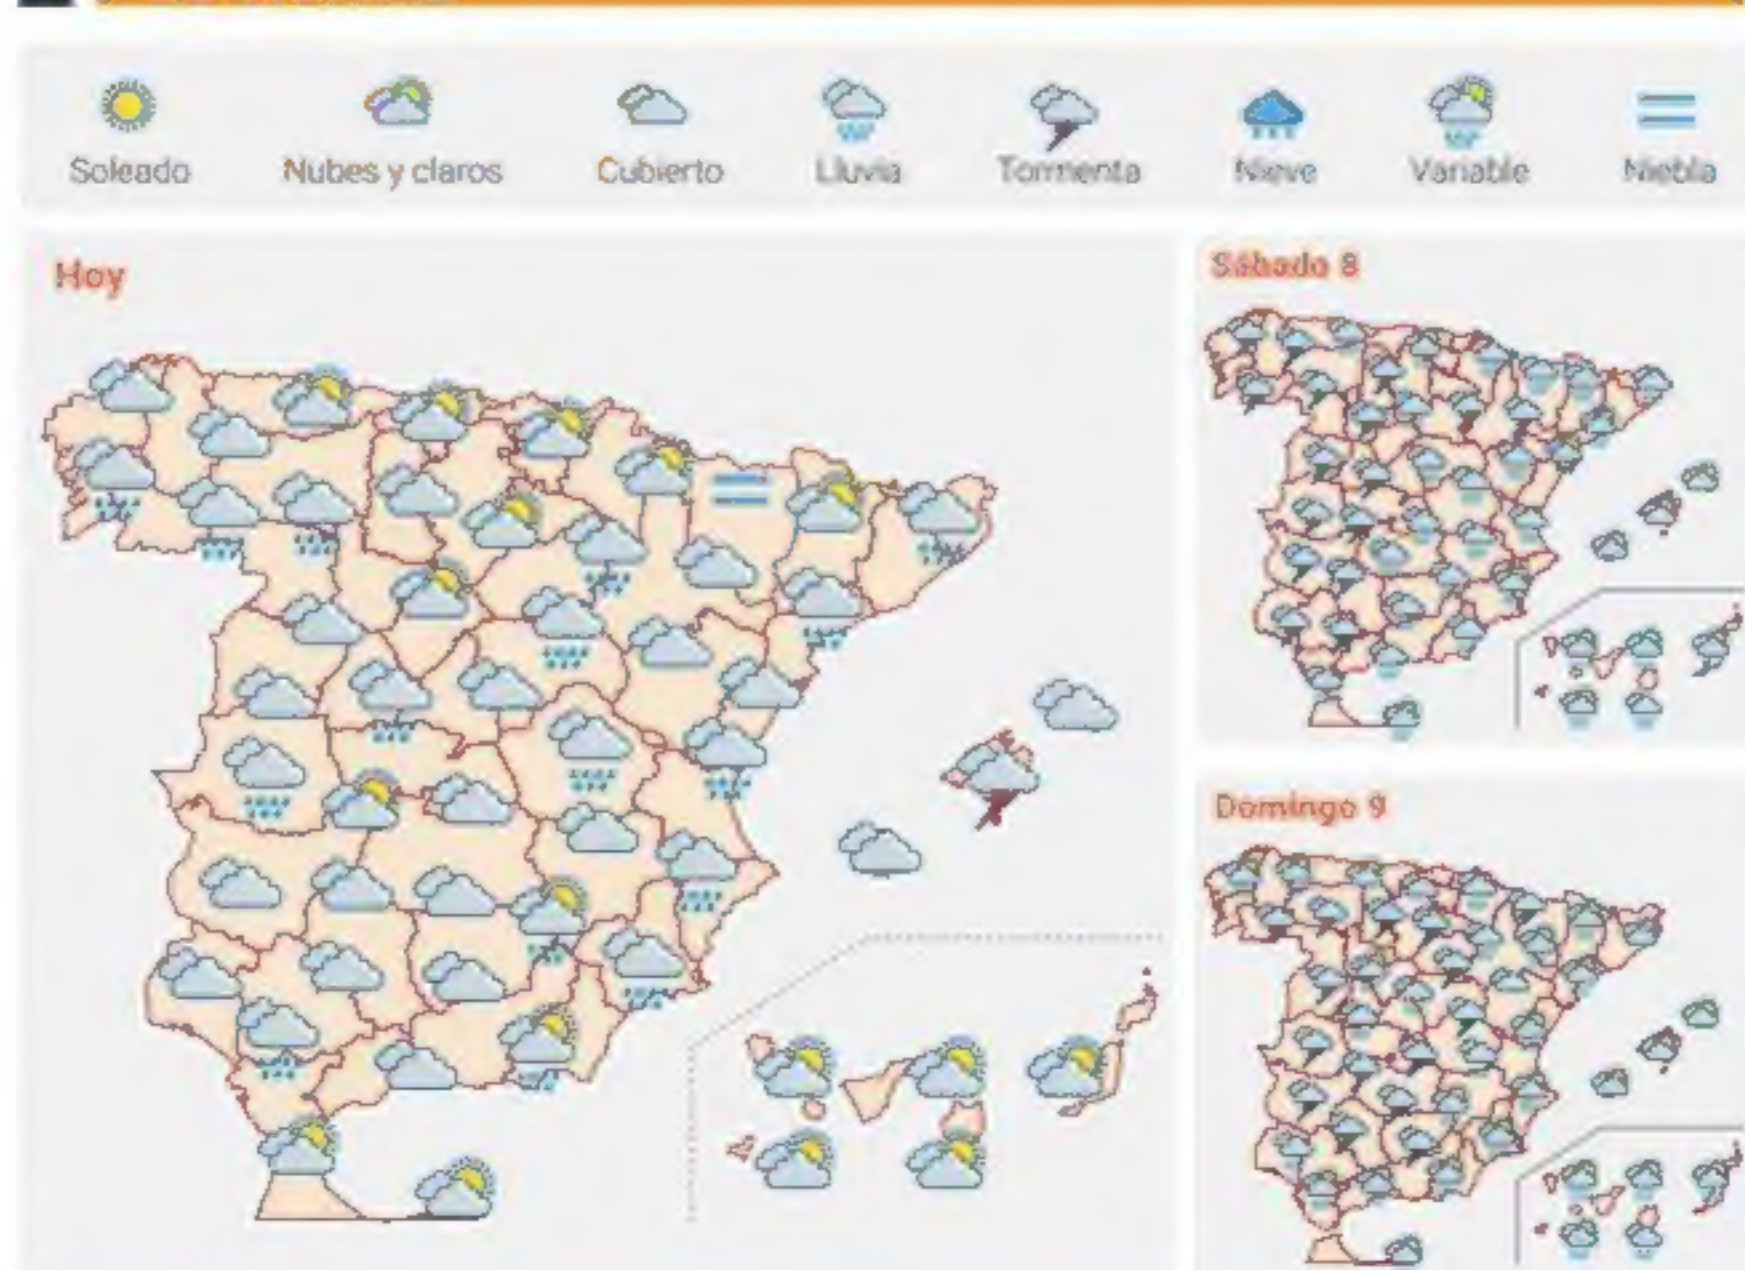 Soleado
Nubes y claros
Cubierto
Lluvia
Tormenta
Nieve
Variable
Niebla
Hoy
Sábado 8
Domingo 9